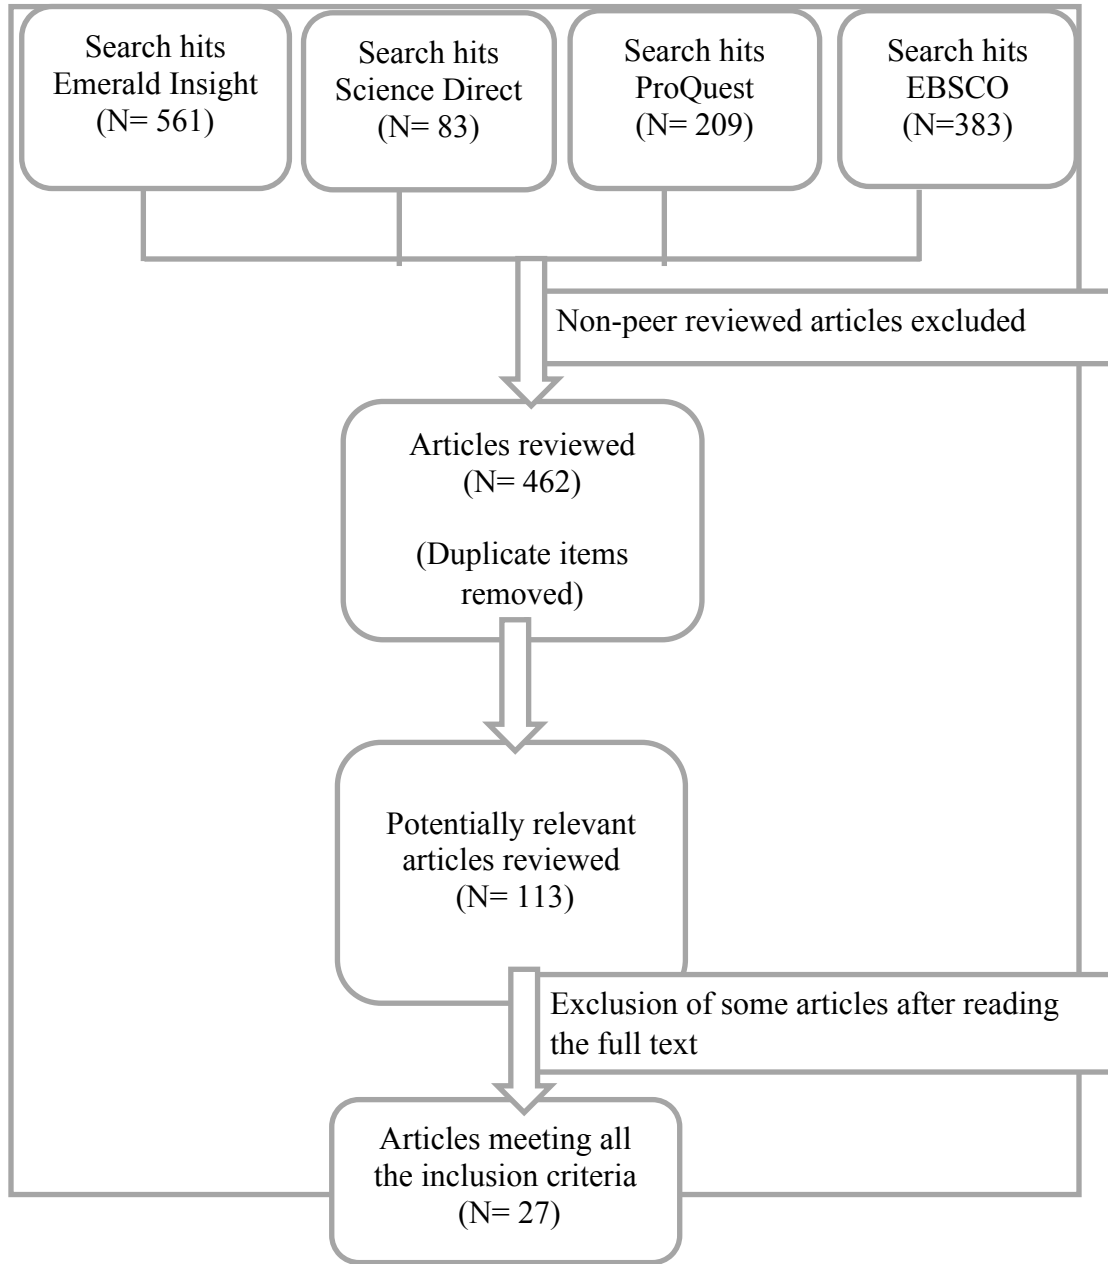 Search hits
Emerald Insight
(N= 561)
Search hits
Science Direct
(N= 83)
Search hits
ProQuest
(N= 209)
Search hits
EBSCO
(N=383)
Non-peer reviewed articles excluded
Articles reviewed
(N= 462)
(Duplicate items
removed)
Potentially relevant
articles reviewed
(N= 113)
Exclusion of some articles after reading
the full text
Articles meeting all
the inclusion criteria
(N= 27)